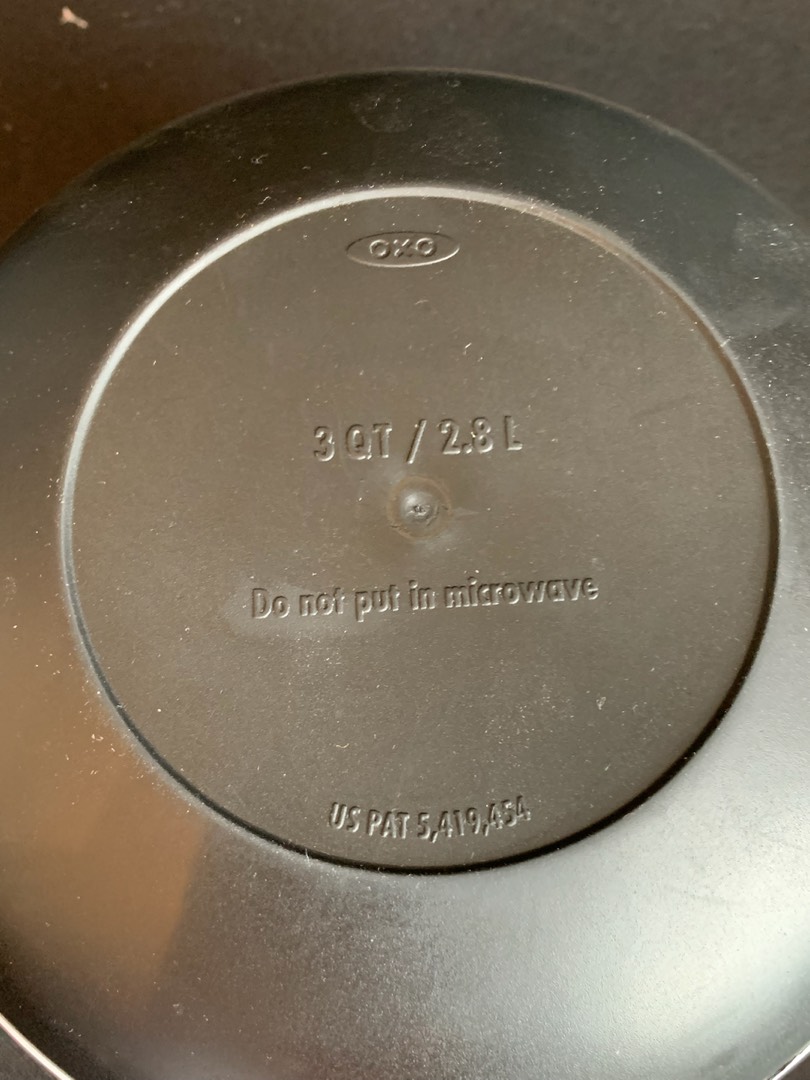 OXO
3 QT / 2.8 L
Do not put in microwave
US PAT 5,419,454